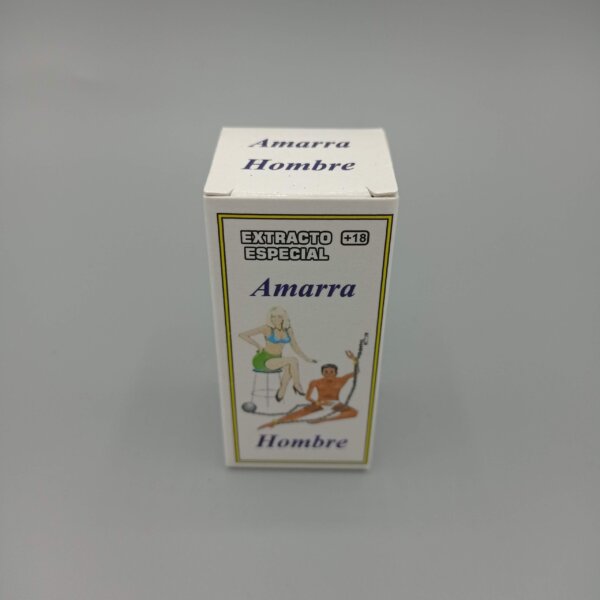 Amarra
Hombre
EXTRACTO +18
ESPECIAL
Amarra
Hombre